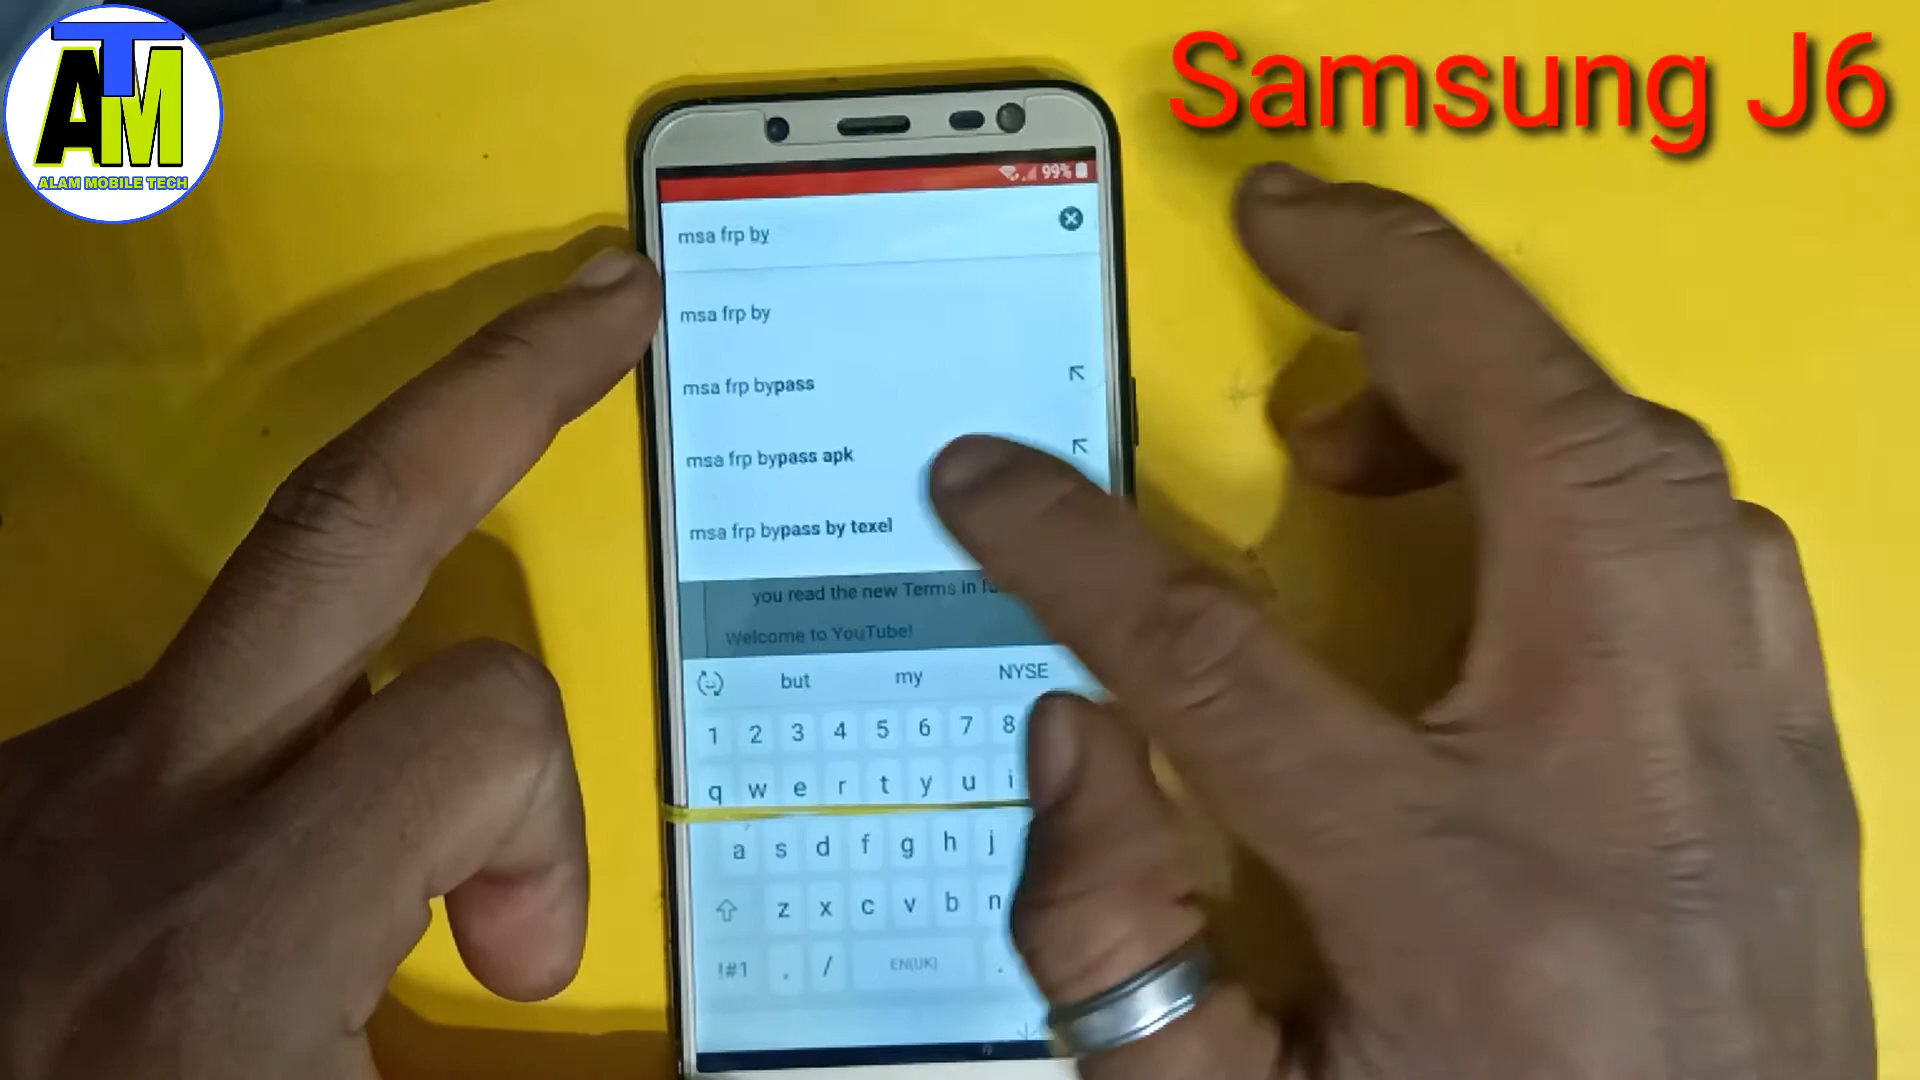 ATM
ALAM MOBILE TECH
Samsung J6
99%
msa frp by
msa frp by
msa frp bypass
msa frp bypass apk
msa frp bypass by texel
you read the new Terms in
Welcome to YouTube!
but my NYSE
1 2 3 4 5 6 7 8
q w e r t y u i
a s d f g h j
z x c v b n
!#1 , / EN(UK) .